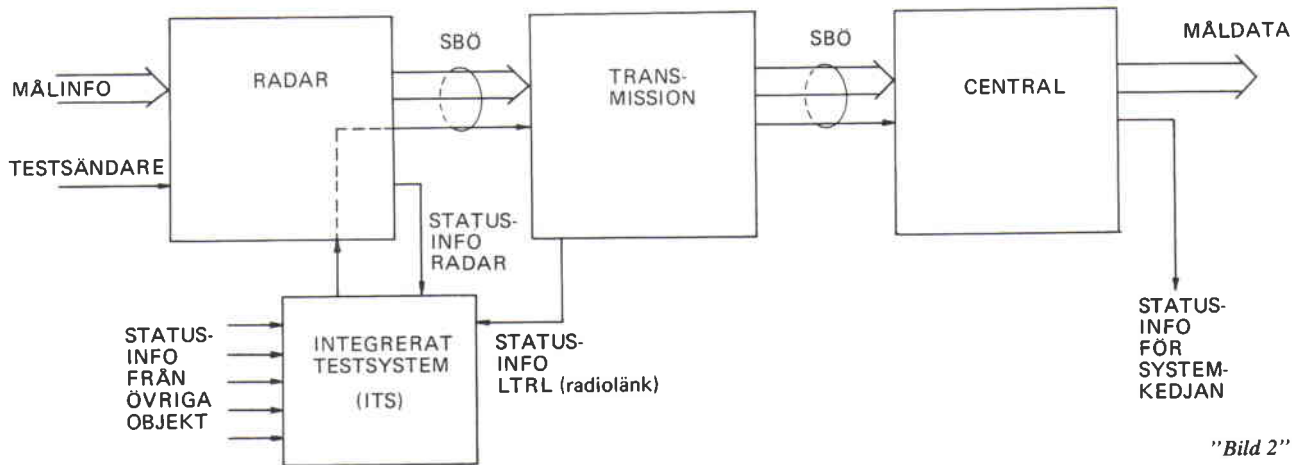 MÅLINFO
TESTSÄNDARE
RADAR
SBÖ
TRANS-
MISSION
SBÖ
CENTRAL
MÅLDATA
STATUS-
INFO
RADAR
STATUS-
INFO
FRÅN
ÖVRIGA
OBJEKT
INTEGRERAT
TESTSYSTEM
(ITS)
STATUS-
INFO
LTRL (radiolänk)
STATUS-
INFO
FÖR
SYSTEM-
KEDJAN
"Bild 2"